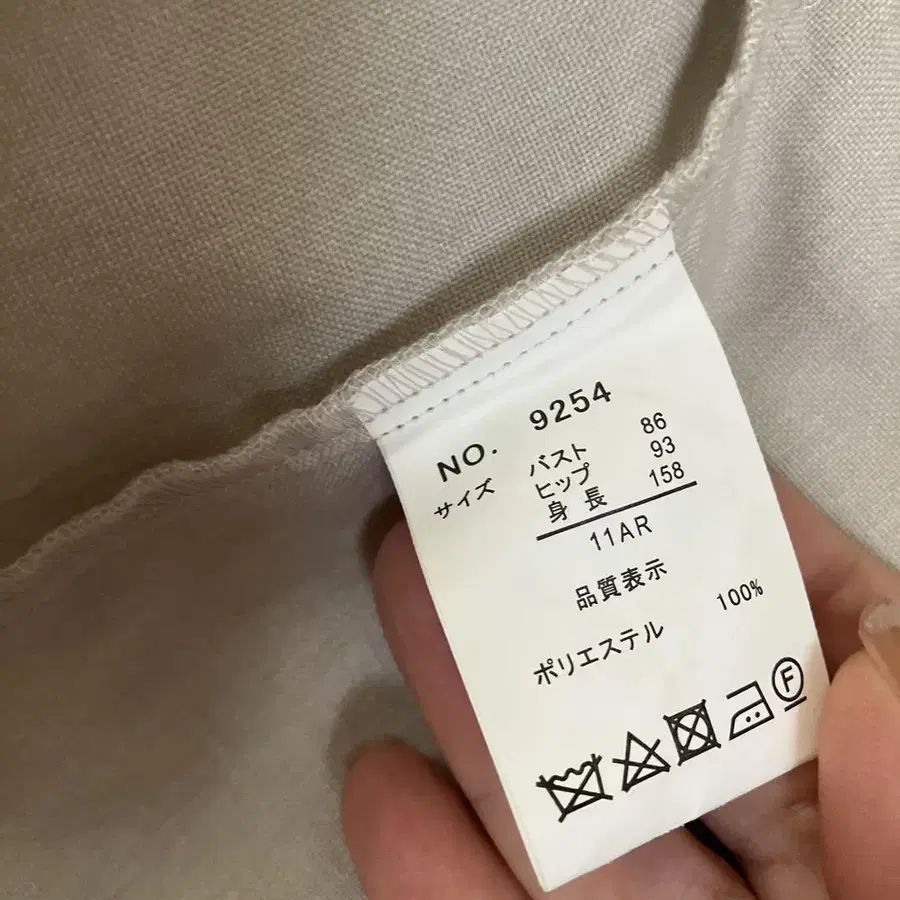 NO. 9254
サイズ バスト 86
ヒップ 93
身長 158
11AR
品質表示
ポリエステル 100%
F